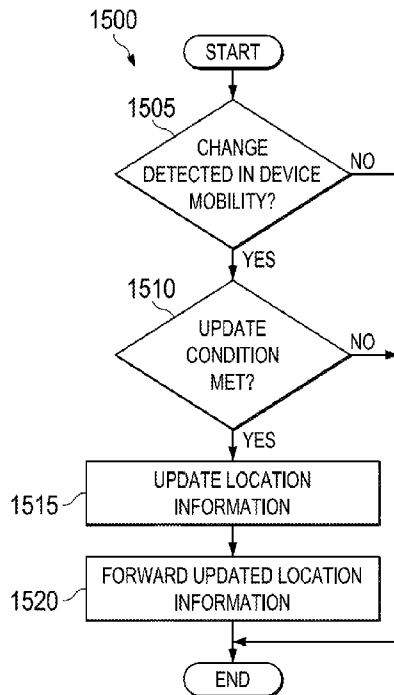 1500
START
1505
CHANGE
DETECTED IN DEVICE
MOBILITY?
NO
YES
1510
UPDATE
CONDITION
MET?
NO
YES
1515
UPDATE LOCATION
INFORMATION
1520
FORWARD UPDATED LOCATION
INFORMATION
END